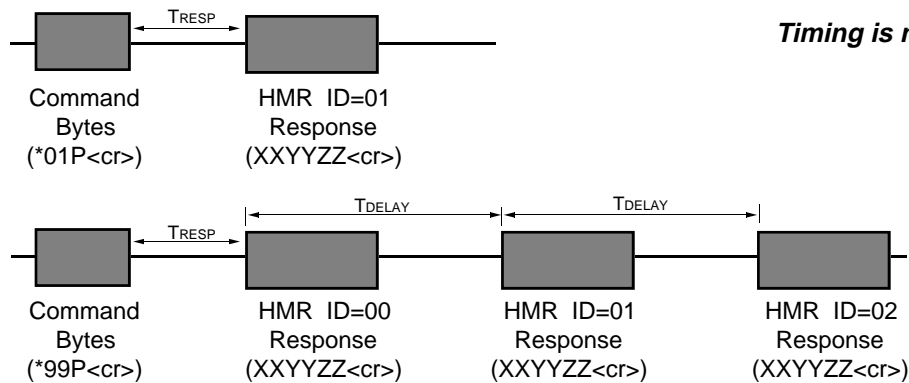 TRESP
Timing is
Command
Bytes
(*01P<cr>)
HMR ID=01
Response
(XXYYZZ<cr>)
TRESP
TDELAY
TDELAY
Command
Bytes
(*99P<cr>)
HMR ID=00
Response
(XXYYZZ<cr>)
HMR ID=01
Response
(XXYYZZ<cr>)
HMR ID=02
Response
(XXYYZZ<cr>)